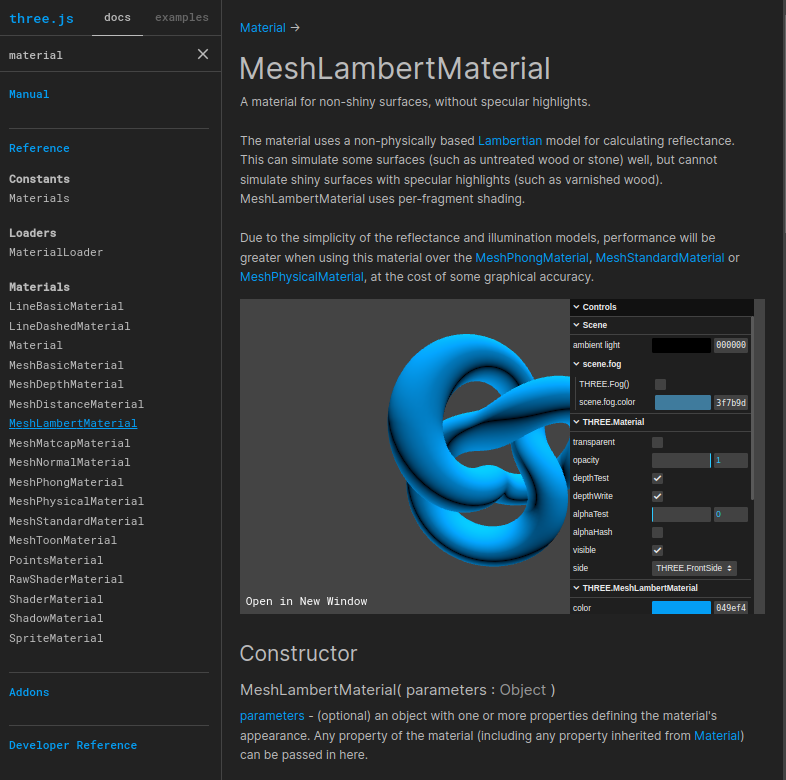 three.js docs examples
material
Manual
Reference
Constants
Materials
Loaders
MaterialLoader
Materials
LineBasicMaterial
LineDashedMaterial
Material
MeshBasicMaterial
MeshDepthMaterial
MeshDistanceMaterial
MeshLambertMaterial
MeshMatcapMaterial
MeshNormalMaterial
MeshPhongMaterial
MeshPhysicalMaterial
MeshStandardMaterial
MeshToonMaterial
PointsMaterial
RawShaderMaterial
ShaderMaterial
ShadowMaterial
SpriteMaterial
Addons
Developer Reference
Material →
MeshLambertMaterial
A material for non-shiny surfaces, without specular highlights.
The material uses a non-physically based Lambertian model for calculating reflectance.
This can simulate some surfaces (such as untreated wood or stone) well, but cannot
simulate shiny surfaces with specular highlights (such as varnished wood).
MeshLambertMaterial uses per-fragment shading.
Due to the simplicity of the reflectance and illumination models, performance will be
greater when using this material over the MeshPhongMaterial, MeshStandardMaterial or
MeshPhysicalMaterial, at the cost of some graphical accuracy.
Controls
Scene
ambient light 000000
scene.fog
THREE.Fog()
scene.fog.color 3f7b9d
THREE.Material
transparent
opacity 1
depthTest
depthWrite
alphaTest 0
alphaHash
visible
side THREE.FrontSide
THREE.MeshLambertMaterial
color 049ef4
Open in New Window
Constructor
MeshLambertMaterial( parameters : Object )
parameters - (optional) an object with one or more properties defining the material's
appearance. Any property of the material (including any property inherited from Material)
can be passed in here.